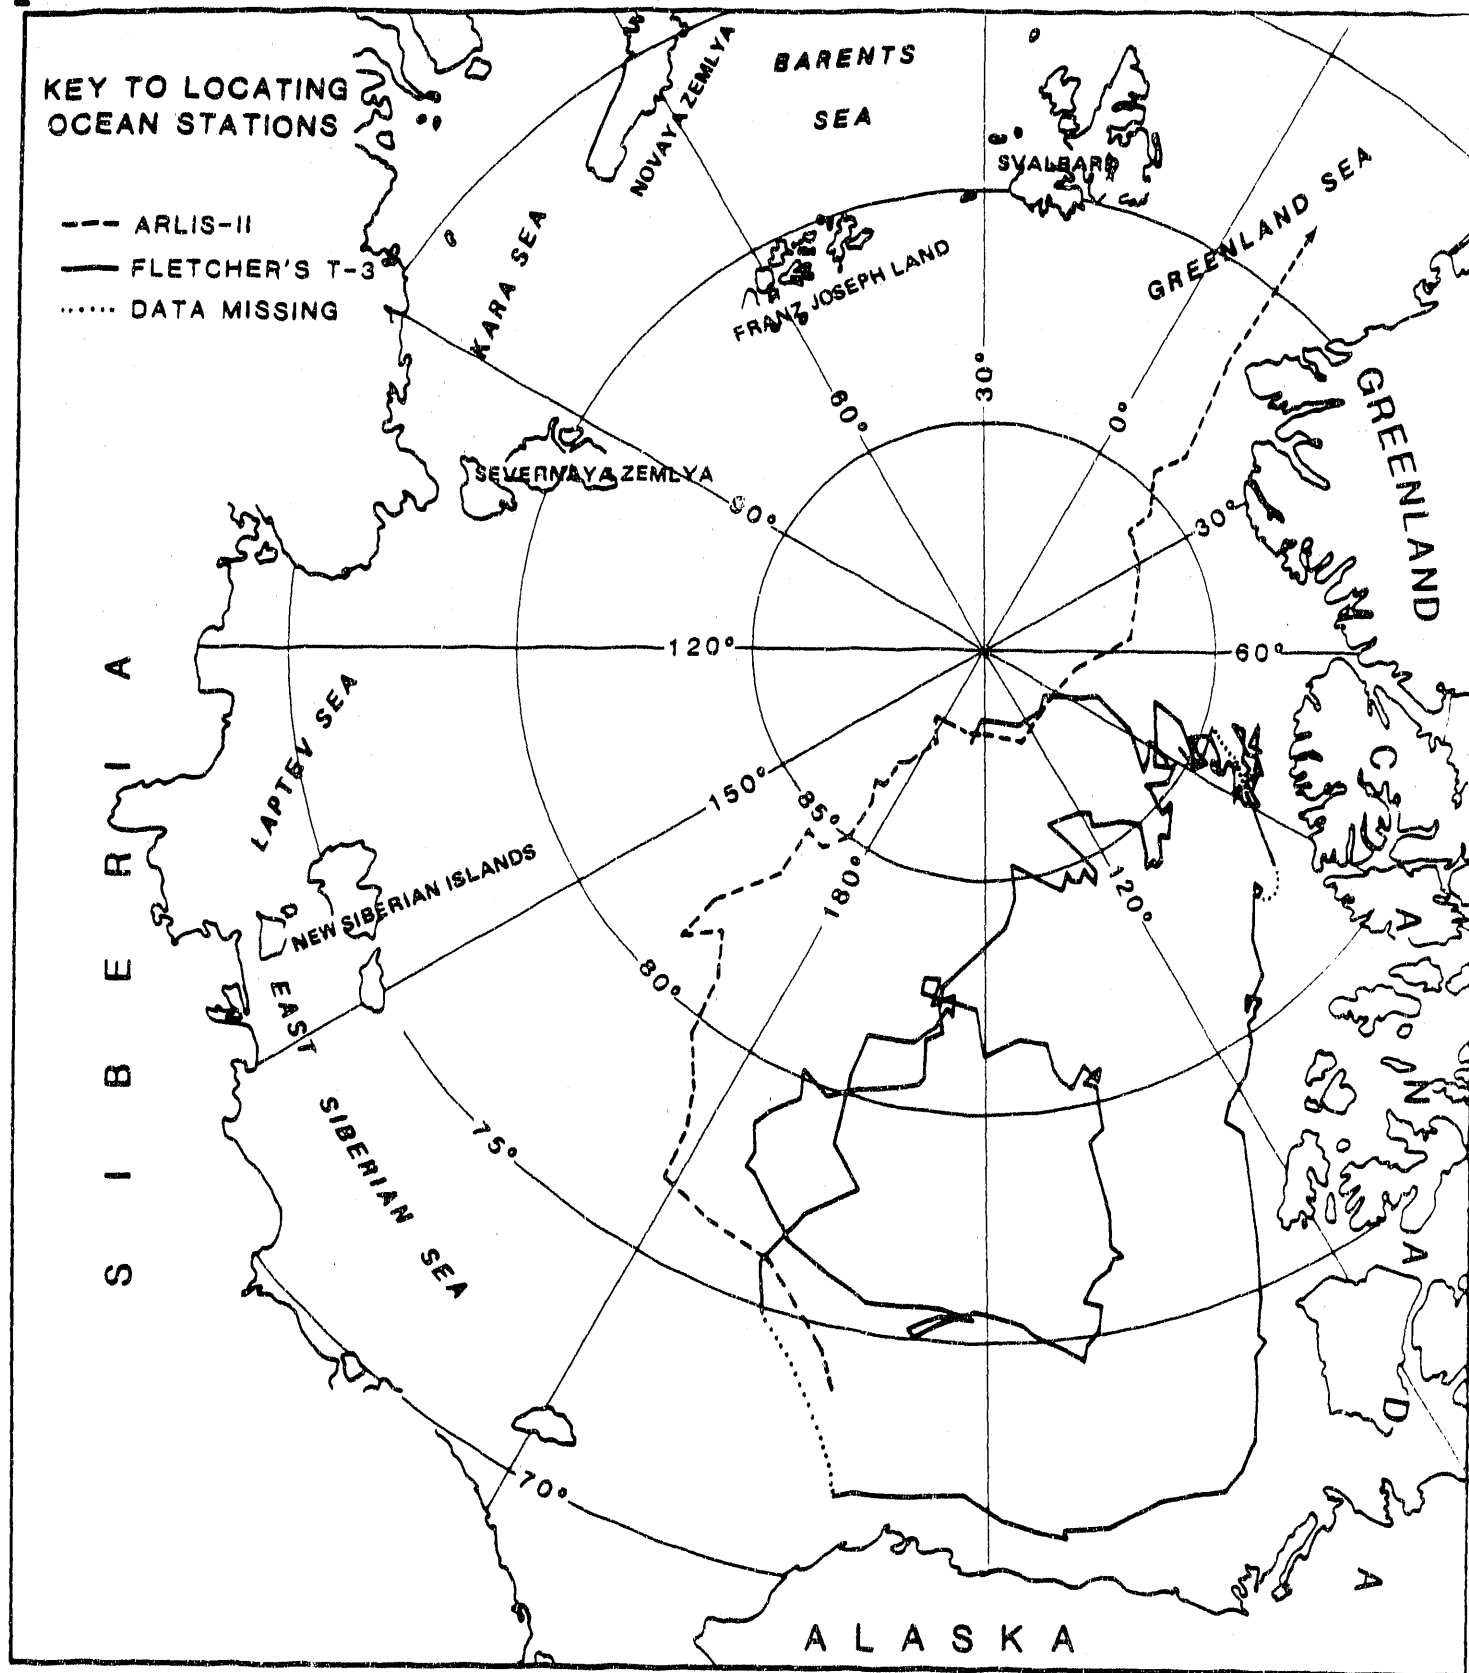 KEY TO LOCATING
OCEAN STATIONS
ARLIS-II
FLETCHER'S T-3
DATA MISSING
BARENTS
SEA
NOVAYA ZEMLYA
SVALBARD
KARA SEA
FRANZ JOSEPH LAND
GREENLAND SEA
GREENLAND
SEVERNAYA ZEMLYA
60°
30°
0°
90°
30°
120°
60°
150°
85°
180°
120°
80°
75°
70°
LAPTEV SEA
NEW SIBERIAN ISLANDS
EAST
SIBERIAN SEA
SIBERIA
CANADA
ALASKA